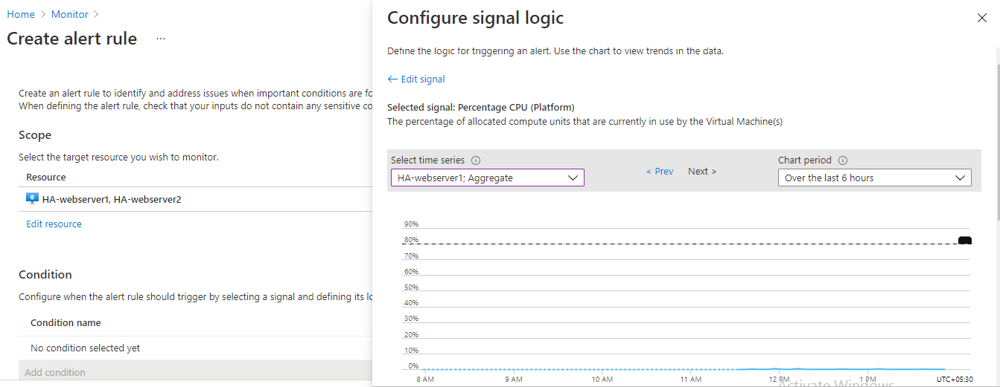 Home > Monitor >
Create alert rule ...
Create an alert rule to identify and address issues when important conditions are fo
When defining the alert rule, check that your inputs do not contain any sensitive co
Scope
Select the target resource you wish to monitor.
Resource
HA-webserver1, HA-webserver2
Edit resource
Condition
Configure when the alert rule should trigger by selecting a signal and defining its lo
Condition name
No condition selected yet
Add condition
Configure signal logic
Define the logic for triggering an alert. Use the chart to view trends in the data.
← Edit signal
Selected signal: Percentage CPU (Platform)
The percentage of allocated compute units that are currently in use by the Virtual Machine(s)
Select time series
HA-webserver1; Aggregate
< Prev Next >
Chart period
Over the last 6 hours
90%
80%
70%
60%
50%
40%
30%
20%
10%
0%
8 AM 9 AM 10 AM 11 AM 12 PM 1 PM UTC+05:30
Activate Windows